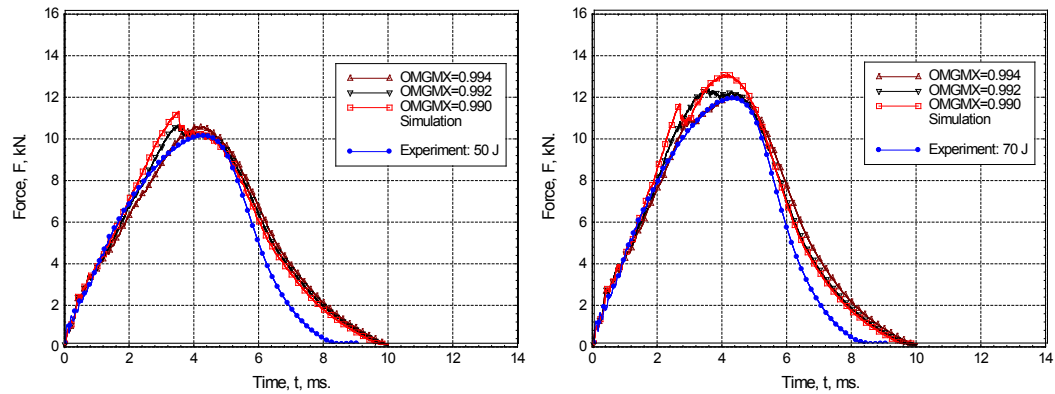 16
14
12
10
8
6
4
2
0
0 2 4 6 8 10 12 14
Force, F, kN.
Time, t, ms.
OMGMX=0.994
OMGMX=0.992
OMGMX=0.990
Simulation
Experiment: 50 J
16
14
12
10
8
6
4
2
0
0 2 4 6 8 10 12 14
Force, F, kN.
Time, t, ms.
OMGMX=0.994
OMGMX=0.992
OMGMX=0.990
Simulation
Experiment: 70 J